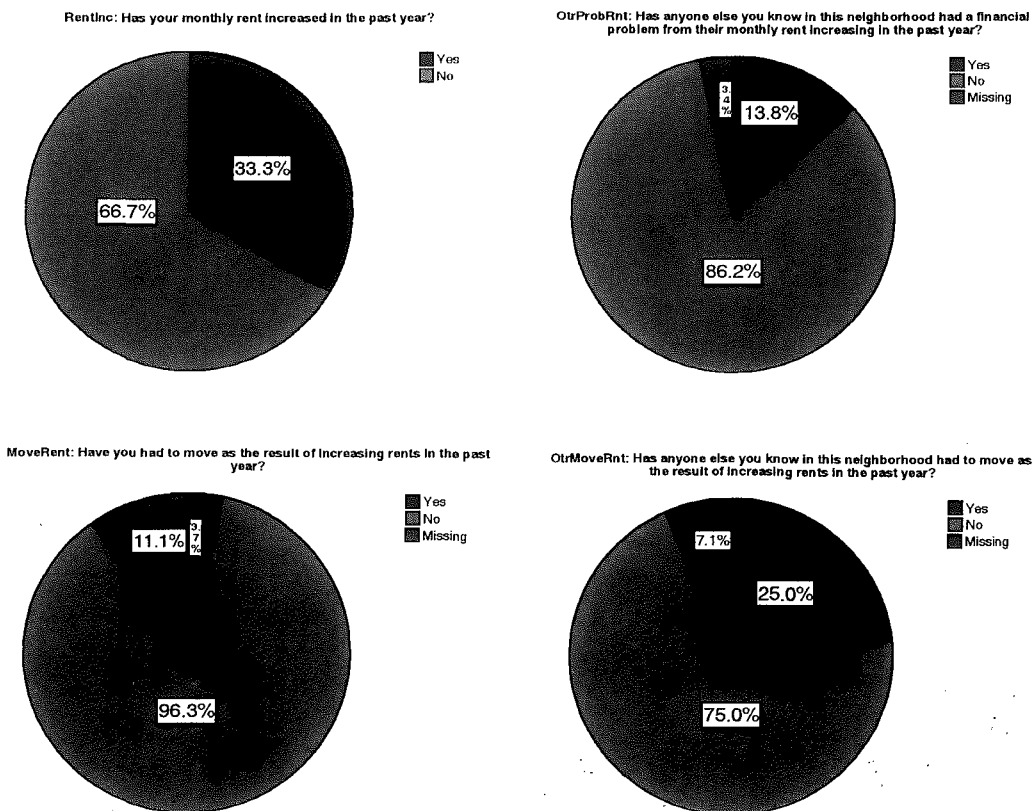 RentInc: Has your monthly rent increased in the past year?
Yes
No
33.3%
66.7%
OtrProbRnt: Has anyone else you know in this neighborhood had a financial
problem from their monthly rent increasing in the past year?
Yes
No
Missing
3.
4
%
13.8%
86.2%
MoveRent: Have you had to move as the result of increasing rents in the past
year?
Yes
No
Missing
11.1%
3.
7
%
96.3%
OtrMoveRnt: Has anyone else you know in this neighborhood had to move as
the result of increasing rents in the past year?
Yes
No
Missing
7.1%
25.0%
75.0%